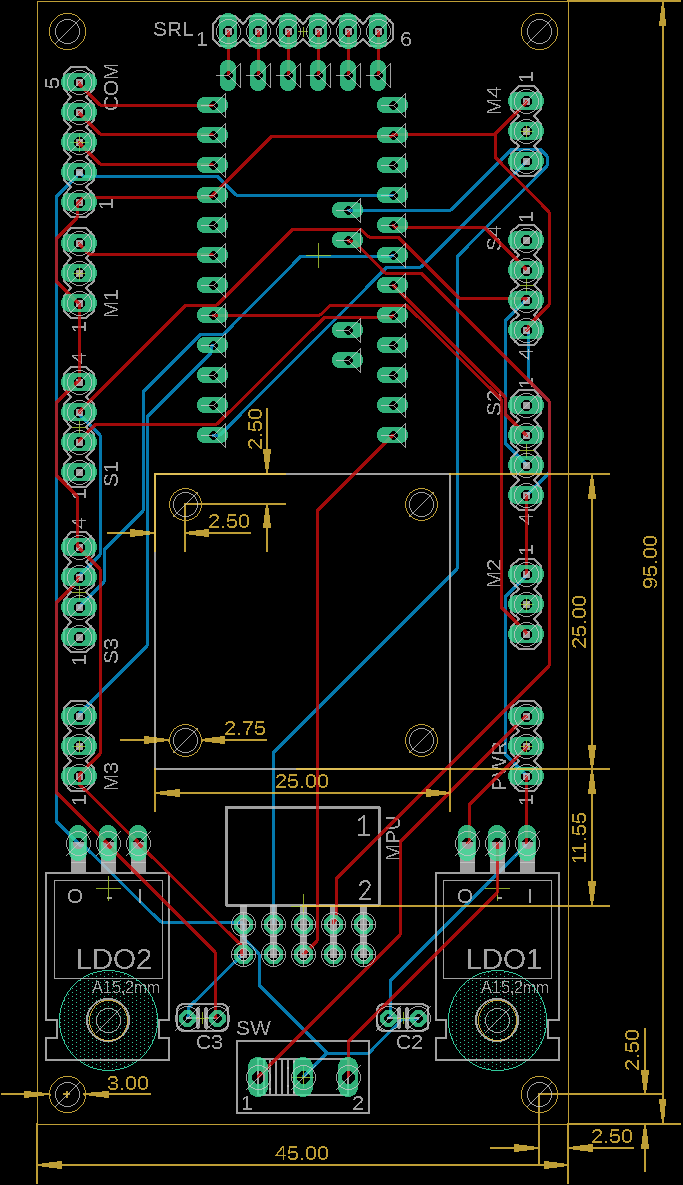 SRL 1 6
5 COM 1
M4 1
M1 1
S4 1 4
4 S1 1
S2 1 4
2.50
2.50
4 S3 1
M2 1
95.00
25.00
2.75
25.00
M3 1
PWR 1
11.55
1 MPU
2
O - I
O - I
LDO2
LDO1
A15,2mm
A15,2mm
C3
SW
C2
1 2
3.00
2.50
2.50
45.00